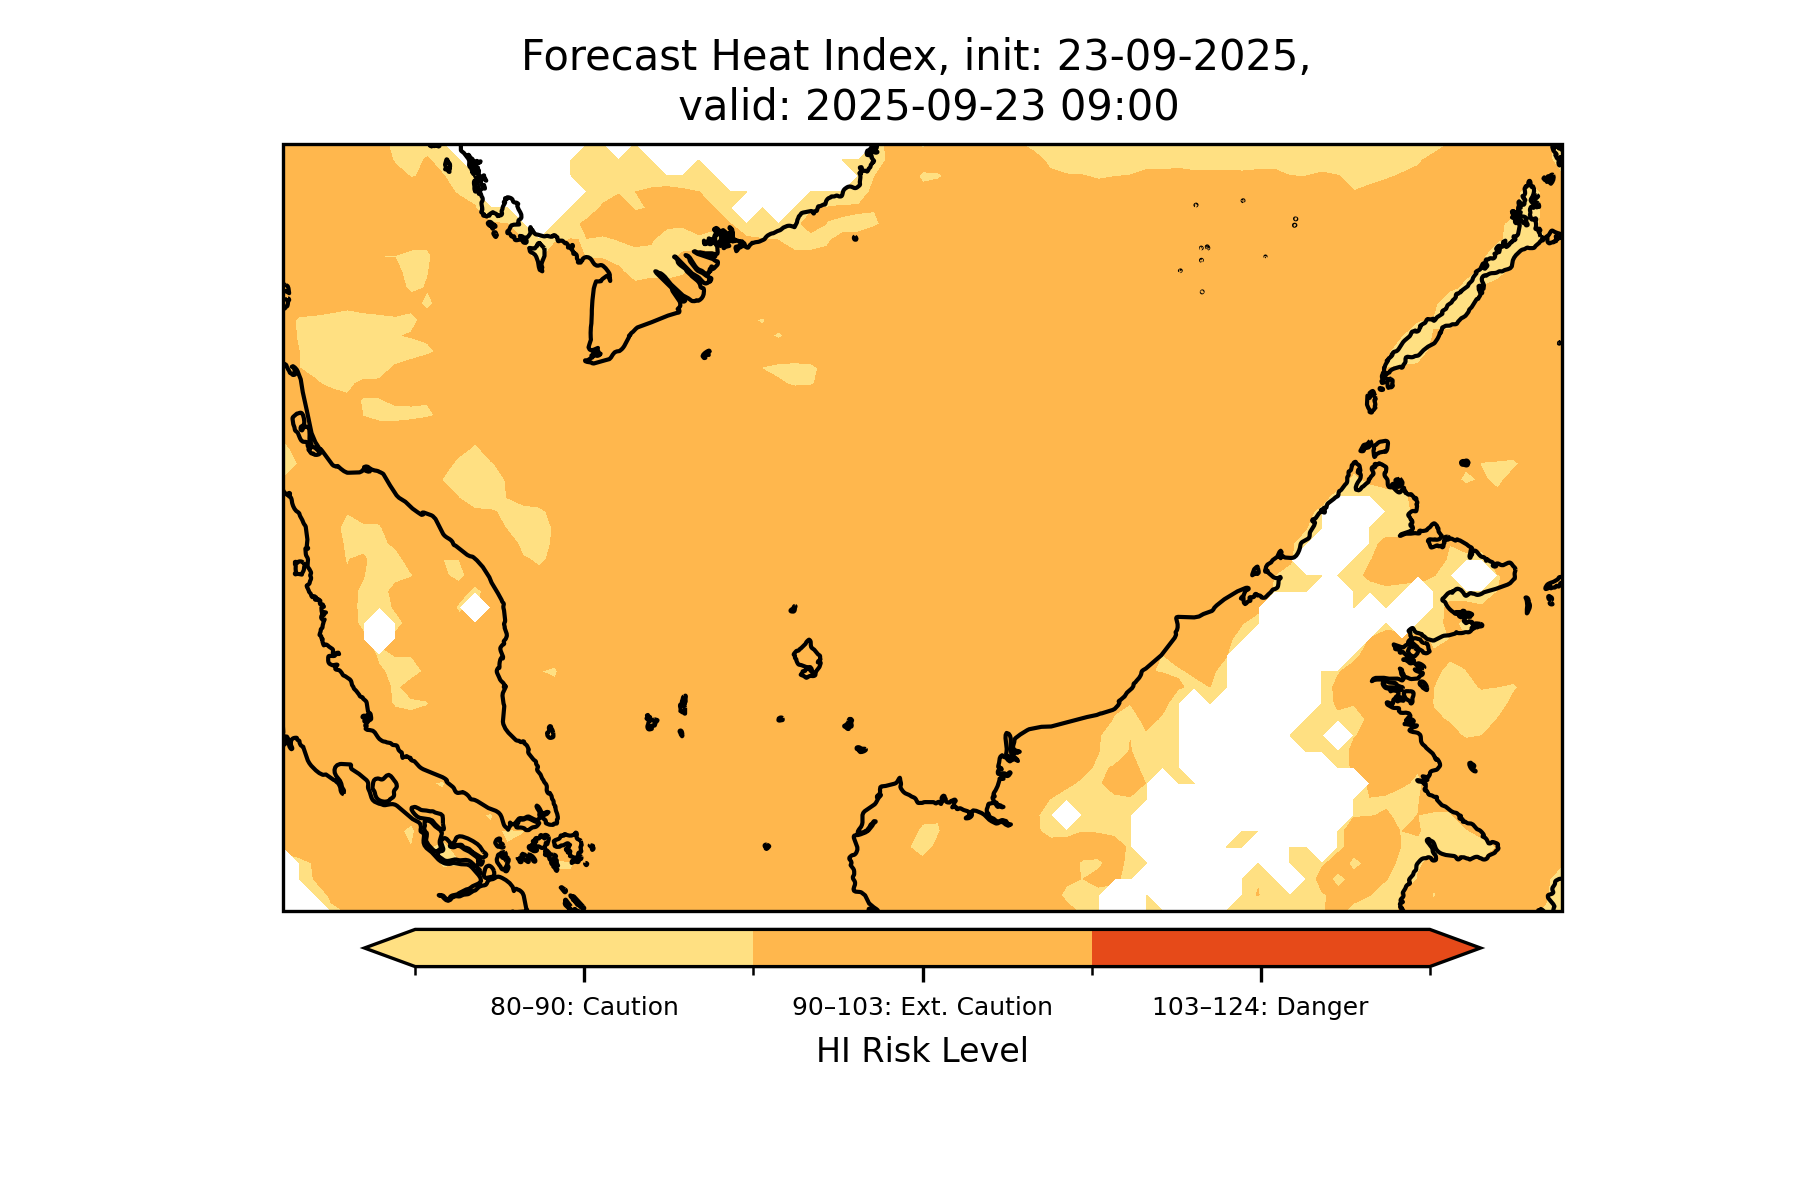 Forecast Heat Index, init: 23-09-2025,
valid: 2025-09-23 09:00
80–90: Caution
90–103: Ext. Caution
103–124: Danger
HI Risk Level